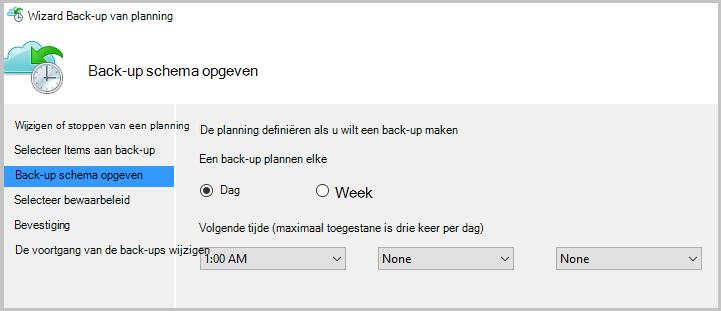 Wizard Back-up van planning
Back-up schema opgeven
Wijzigen of stoppen van een planning
Selecteer Items aan back-up
Back-up schema opgeven
Selecteer bewaarbeleid
Bevestiging
De voortgang van de back-ups wijzigen
De planning definiëren als u wilt een back-up maken
Een back-up plannen elke
Dag Week
Volgende tijde (maximaal toegestane is drie keer per dag)
1:00 AM None None